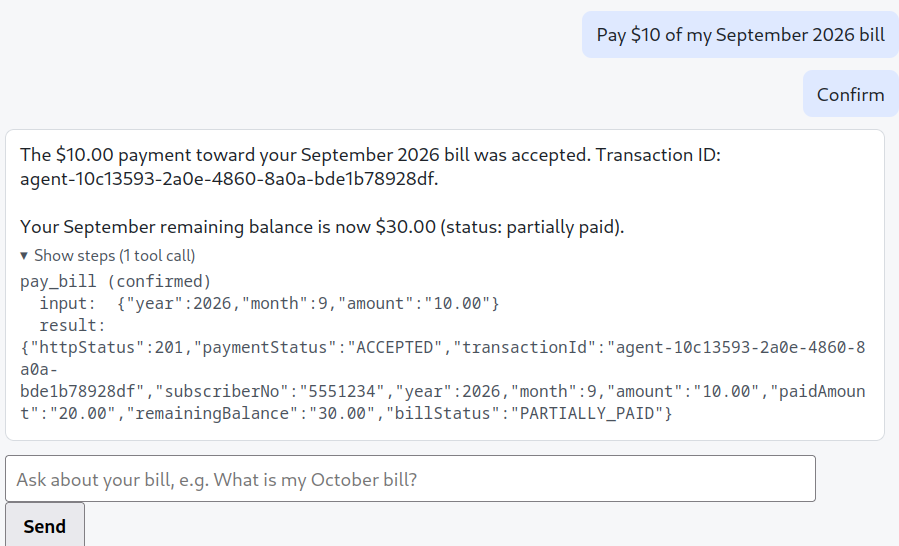 Pay $10 of my September 2026 bill
Confirm
The $10.00 payment toward your September 2026 bill was accepted. Transaction ID:
agent-10c13593-2a0e-4860-8a0a-bde1b78928df.
Your September remaining balance is now $30.00 (status: partially paid).
▾ Show steps (1 tool call)
pay_bill (confirmed)
  input:  {"year":2026,"month":9,"amount":"10.00"}
  result:
{"httpStatus":201,"paymentStatus":"ACCEPTED","transactionId":"agent-10c13593-2a0e-4860-8
a0a-
bde1b78928df","subscriberNo":"5551234","year":2026,"month":9,"amount":"10.00","paidAmoun
t":"20.00","remainingBalance":"30.00","billStatus":"PARTIALLY_PAID"}
Ask about your bill, e.g. What is my October bill?
Send